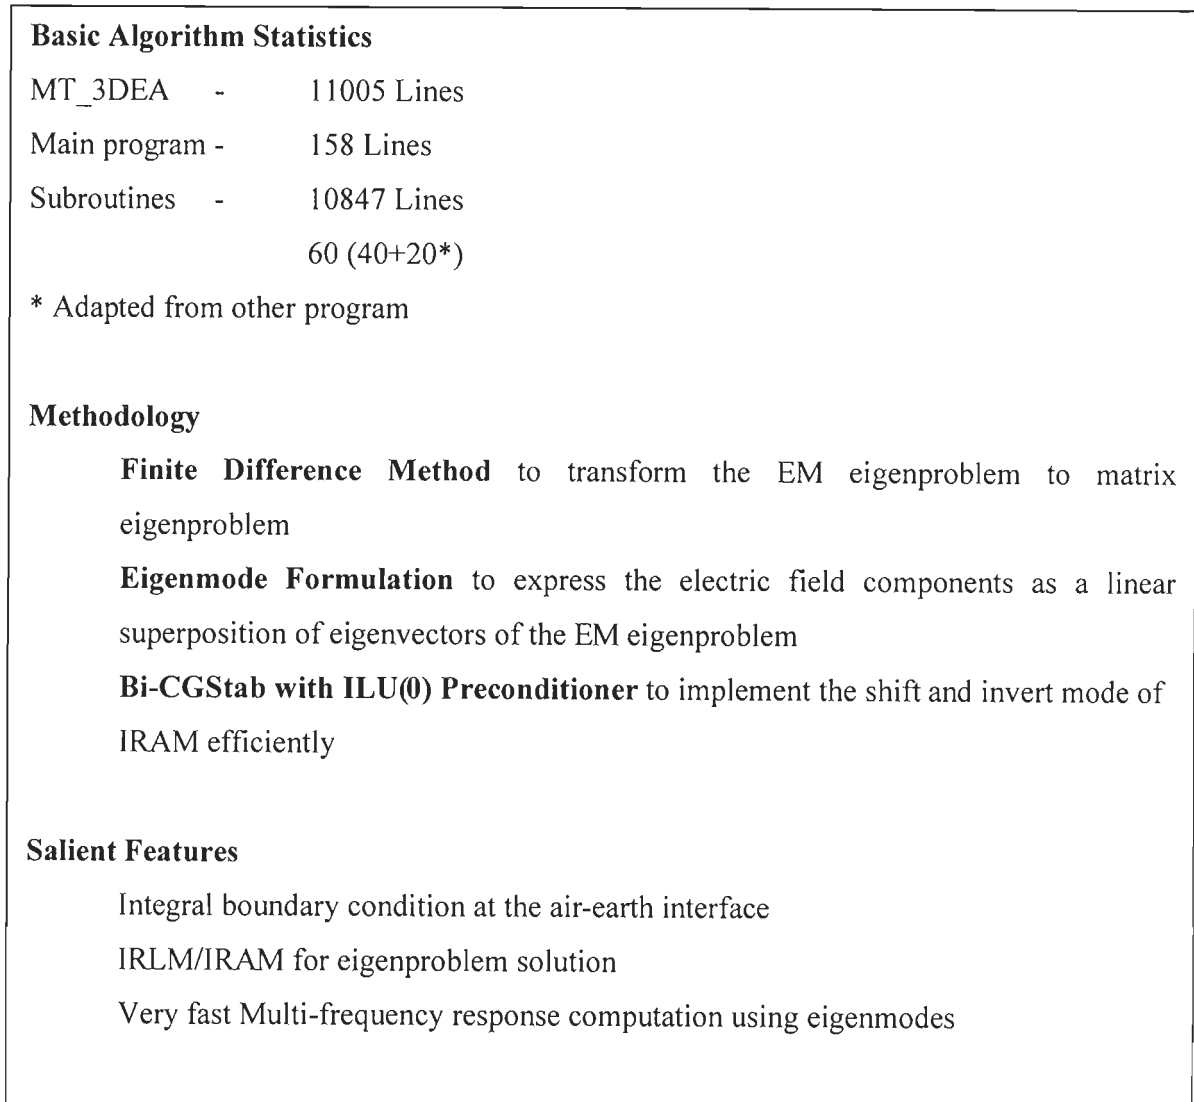 Basic Algorithm Statistics
MT_3DEA - 11005 Lines
Main program - 158 Lines
Subroutines - 10847 Lines
60 (40+20*)
* Adapted from other program
Methodology
Finite Difference Method to transform the EM eigenproblem to matrix
eigenproblem
Eigenmode Formulation to express the electric field components as a linear
superposition of eigenvectors of the EM eigenproblem
Bi-CGStab with ILU(0) Preconditioner to implement the shift and invert mode of
IRAM efficiently
Salient Features
Integral boundary condition at the air-earth interface
IRLM/IRAM for eigenproblem solution
Very fast Multi-frequency response computation using eigenmodes